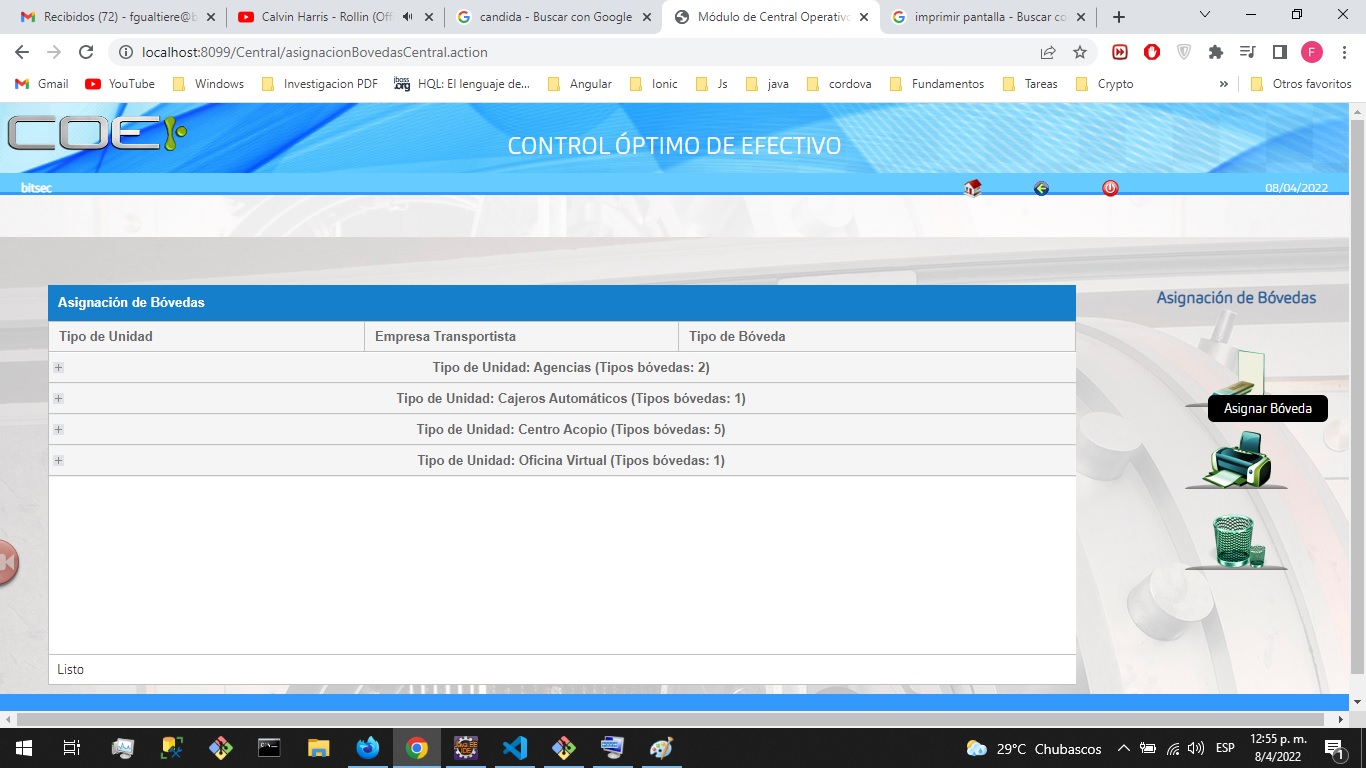 Recibidos (72) - fgualtiere@b
Calvin Harris - Rollin (Off
candida - Buscar con Google
Módulo de Central Operativo
imprimir pantalla - Buscar co
localhost:8099/Central/asignacionBovedasCentral.action
F
Gmail
YouTube
Windows
Investigacion PDF
jboss.org
HQL: El lenguaje de...
Angular
Ionic
Js
java
cordova
Fundamentos
Tareas
Crypto
»
Otros favoritos
COE
CONTROL ÓPTIMO DE EFECTIVO
bitsec
08/04/2022
Asignación de Bóvedas
Tipo de Unidad
Empresa Transportista
Tipo de Bóveda
Tipo de Unidad: Agencias (Tipos bóvedas: 2)
Tipo de Unidad: Cajeros Automáticos (Tipos bóvedas: 1)
Tipo de Unidad: Centro Acopio (Tipos bóvedas: 5)
Tipo de Unidad: Oficina Virtual (Tipos bóvedas: 1)
Listo
Asignación de Bóvedas
Asignar Bóveda
29°C Chubascos
ESP
12:55 p. m.
8/4/2022
1